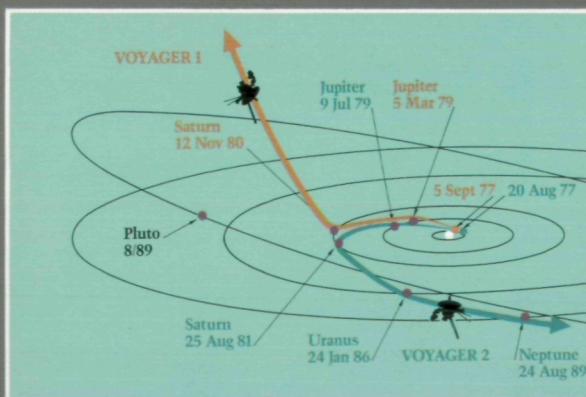 VOYAGER 1
Jupiter
9 Jul 79
Jupiter
5 Mar 79
Saturn
12 Nov 80
5 Sept 77
20 Aug 77
Pluto
8/89
Saturn
25 Aug 81
Uranus
24 Jan 86
VOYAGER 2
Neptune
24 Aug 89